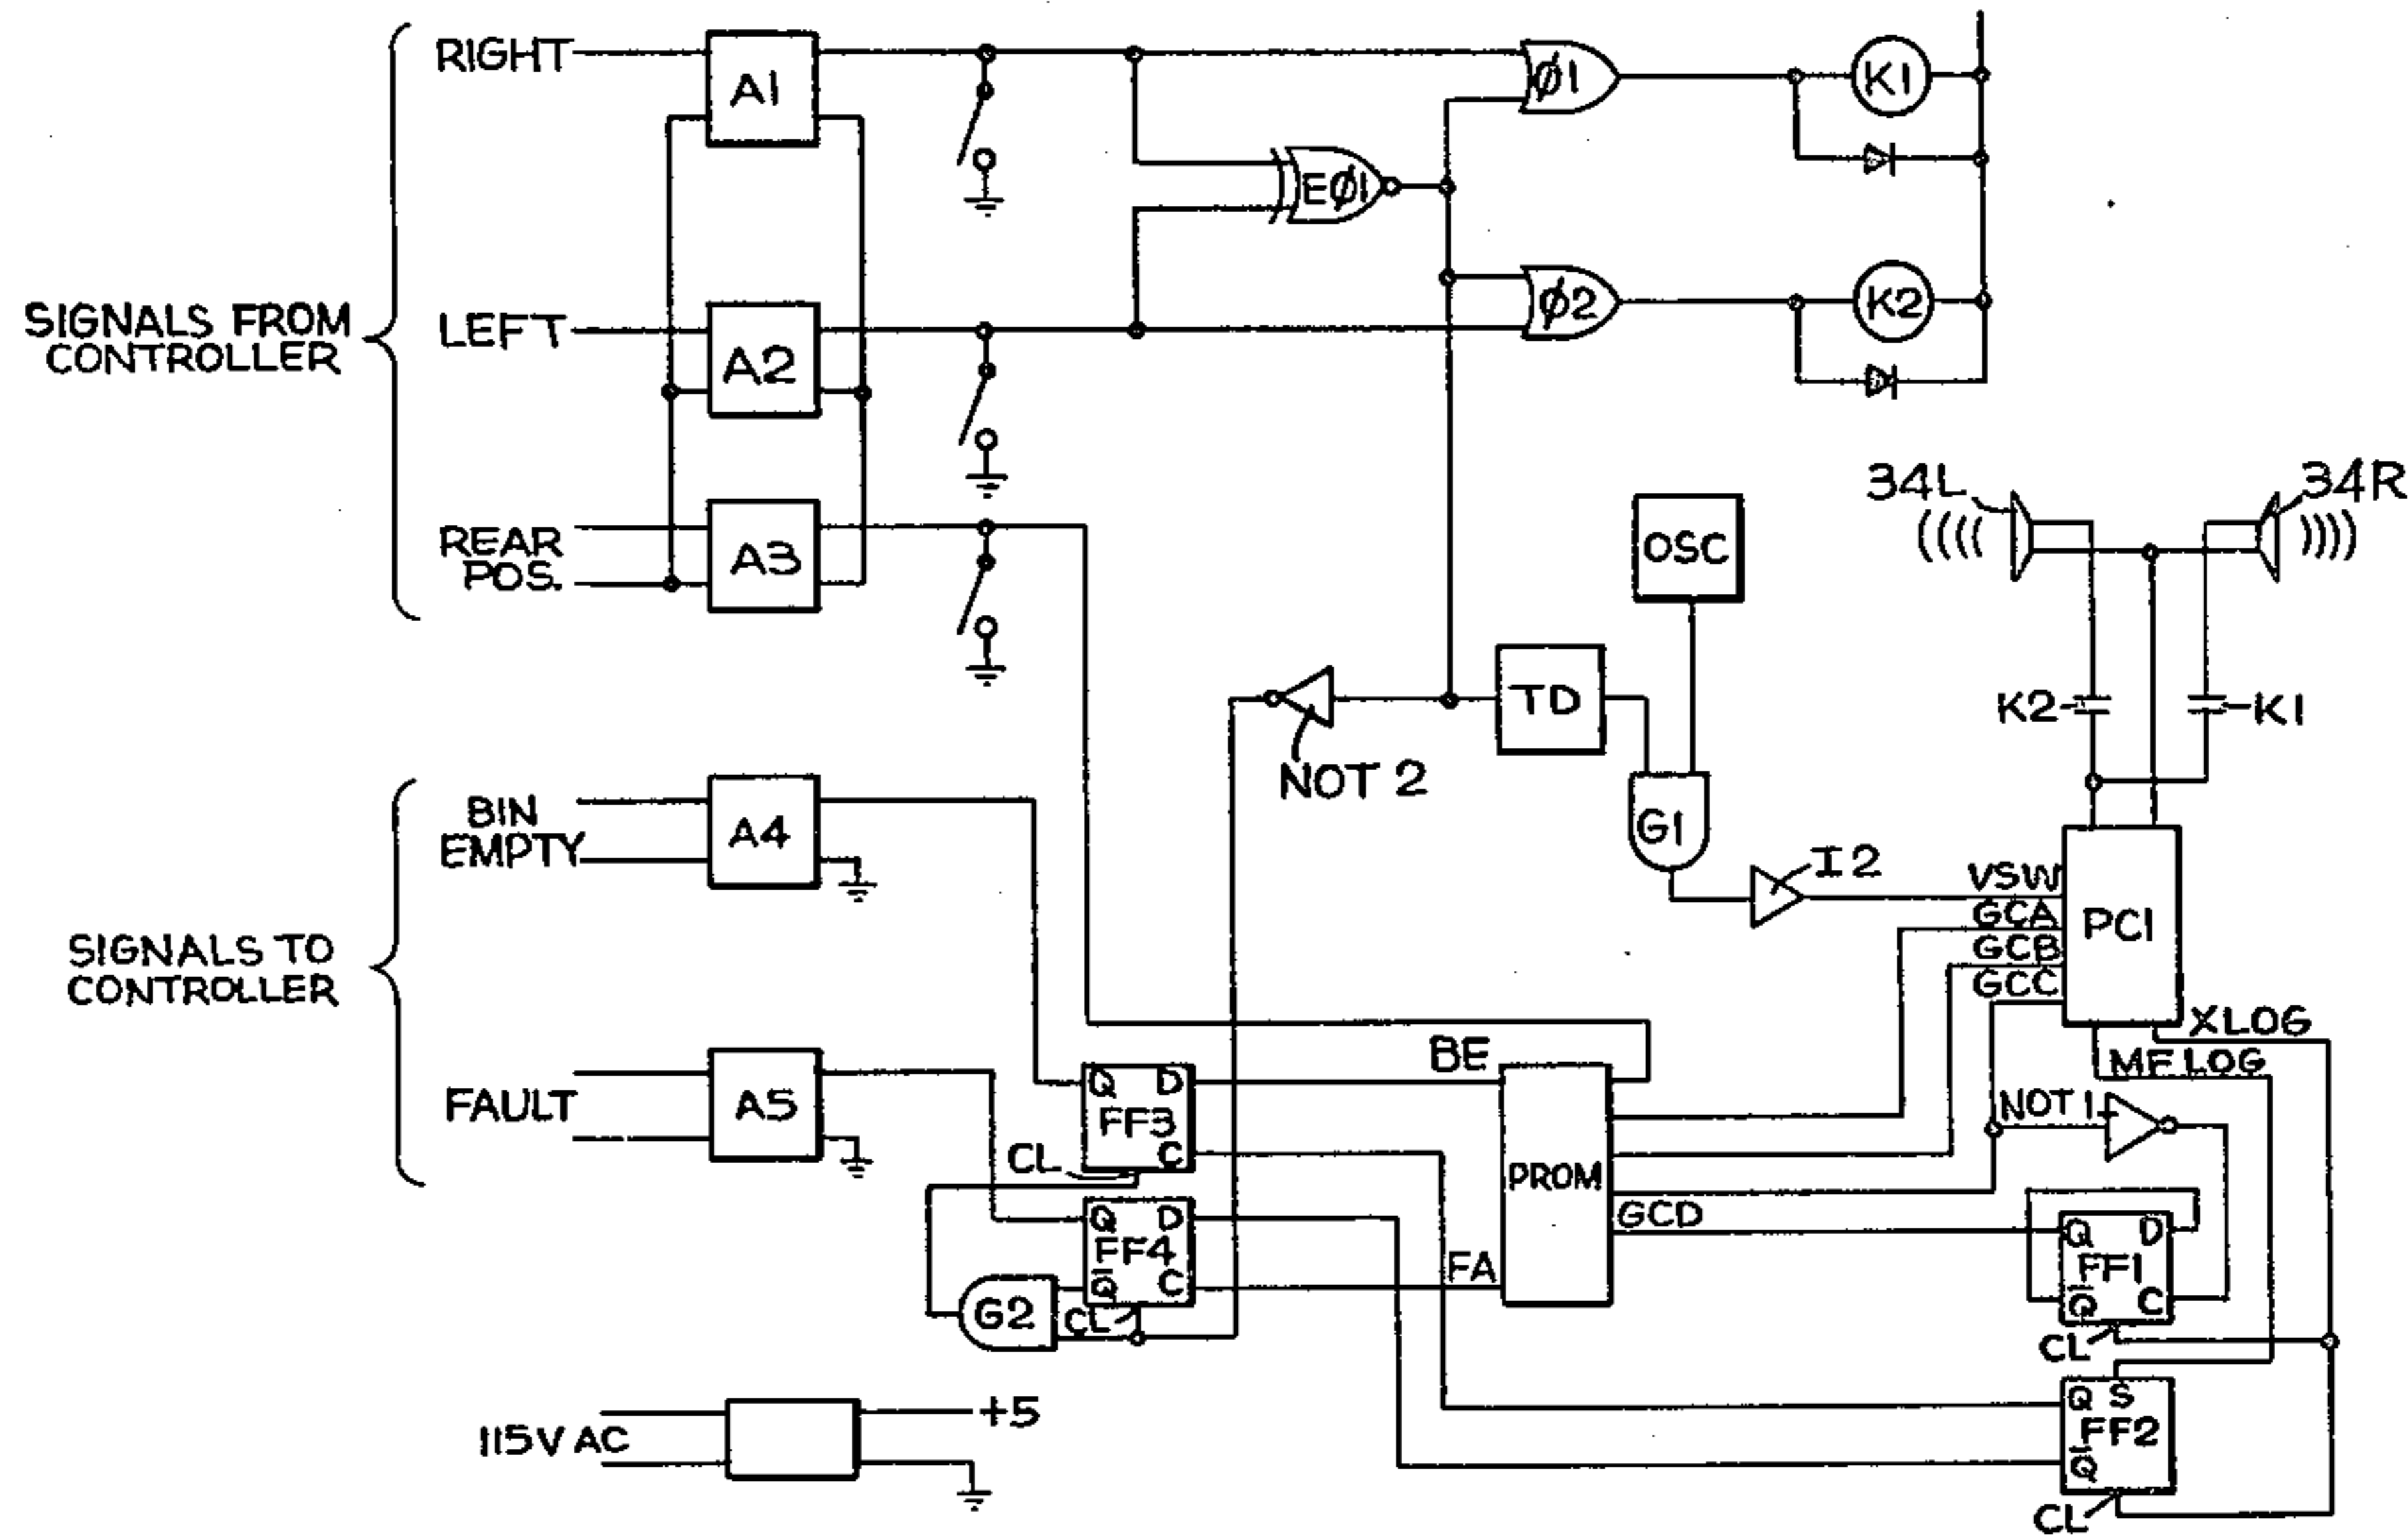 SIGNALS FROM
CONTROLLER
RIGHT
LEFT
REAR
POS.
A1
A2
A3
EØ1
Ø1
Ø2
K1
K2
34L
34R
OSC
TD
NOT 2
G1
I2
K2
K1
SIGNALS TO
CONTROLLER
BIN
EMPTY
A4
FAULT
A5
VSW
GCA
GCB
GCC
PC1
XLOG
MF LOG
NOT 1
BE
PROM
GCD
FA
Q D
FF3
C
CL
Q D
FF4
Q̅ C
CL
G2
Q D
FF1
Q̅ C
CL
Q S
FF2
Q̅
CL
115V AC
+5